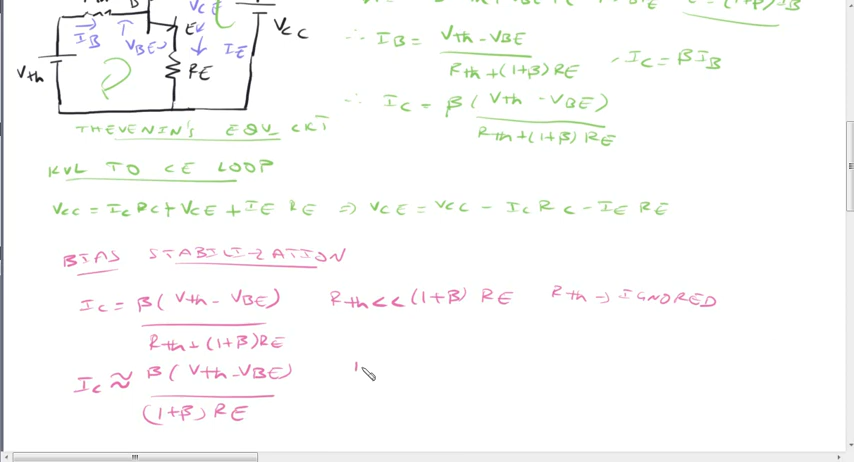 VCE
B
E
IB
VBE
IE
VCC
Vth
RE
∴ IB = Vth - VBE / Rth + (1+β) RE , IC = β IB
∴ IC = β (Vth - VBE) / Rth + (1+β) RE
THEVENIN'S EQU CKT
KVL TO CE LOOP
VCC = IC RC + VCE + IE RE ⇒ VCE = VCC - IC RC - IE RE
BIAS STABILIZATION
IC = β (Vth - VBE) / Rth + (1+β) RE Rth << (1+β) RE Rth → IGNORED
IC ≈ β (Vth - VBE) / (1+β) RE